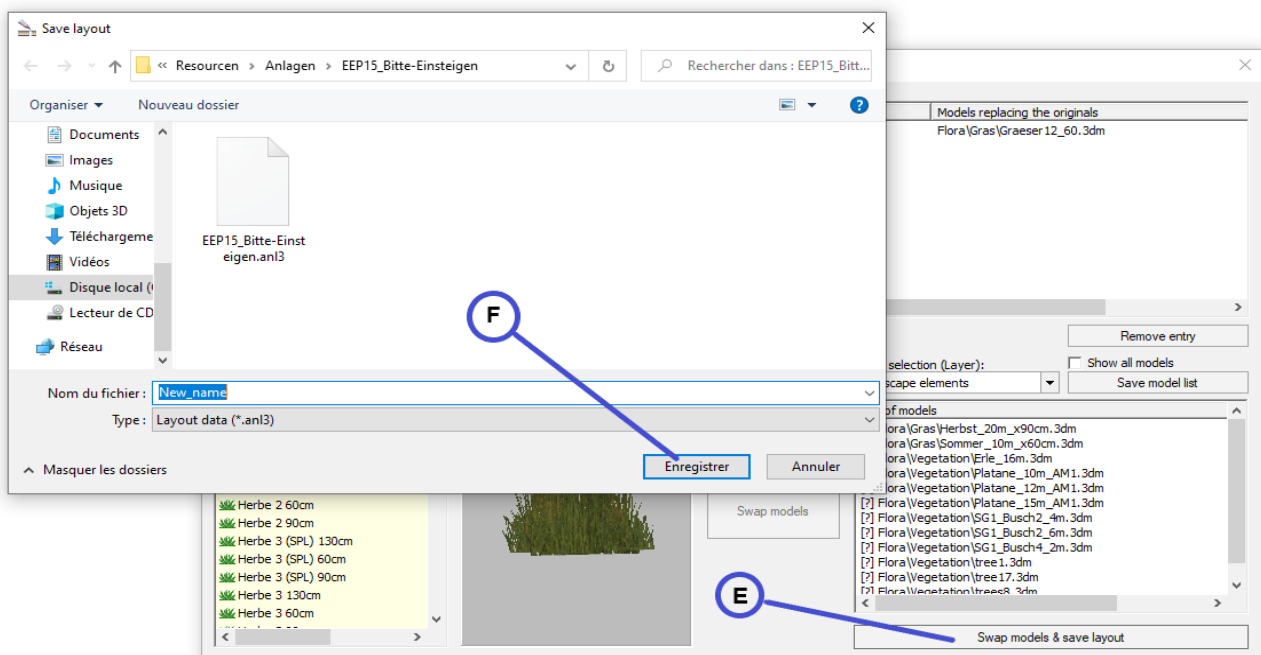 Save layout
« Resourcen › Anlagen › EEP15_Bitte-Einsteigen
Rechercher dans : EEP15_Bitt...
Organiser
Nouveau dossier
Documents
Images
Musique
Objets 3D
Téléchargeme
Vidéos
Disque local (
Lecteur de CD
Réseau
EEP15_Bitte-Einst
eigen.anl3
F
Nom du fichier : New_name
Type : Layout data (*.anl3)
Masquer les dossiers
Enregistrer
Annuler
Models replacing the originals
Flora\Gras\Graeser12_60.3dm
Remove entry
selection (Layer):
Show all models
scape elements
Save model list
of models
lora\Gras\Herbst_20m_x90cm.3dm
lora\Gras\Sommer_10m_x60cm.3dm
lora\Vegetation\Erle_16m.3dm
lora\Vegetation\Platane_10m_AM1.3dm
lora\Vegetation\Platane_12m_AM1.3dm
[?] Flora\Vegetation\Platane_15m_AM1.3dm
[?] Flora\Vegetation\SG1_Busch2_4m.3dm
[?] Flora\Vegetation\SG1_Busch2_6m.3dm
[?] Flora\Vegetation\SG1_Busch4_2m.3dm
[?] Flora\Vegetation\tree1.3dm
[?] Flora\Vegetation\tree17.3dm
[?] Flora\Vegetation\trees8.3dm
Herbe 2 60cm
Herbe 2 90cm
Herbe 3 (SPL) 130cm
Herbe 3 (SPL) 60cm
Herbe 3 (SPL) 90cm
Herbe 3 130cm
Herbe 3 60cm
Swap models
E
Swap models & save layout